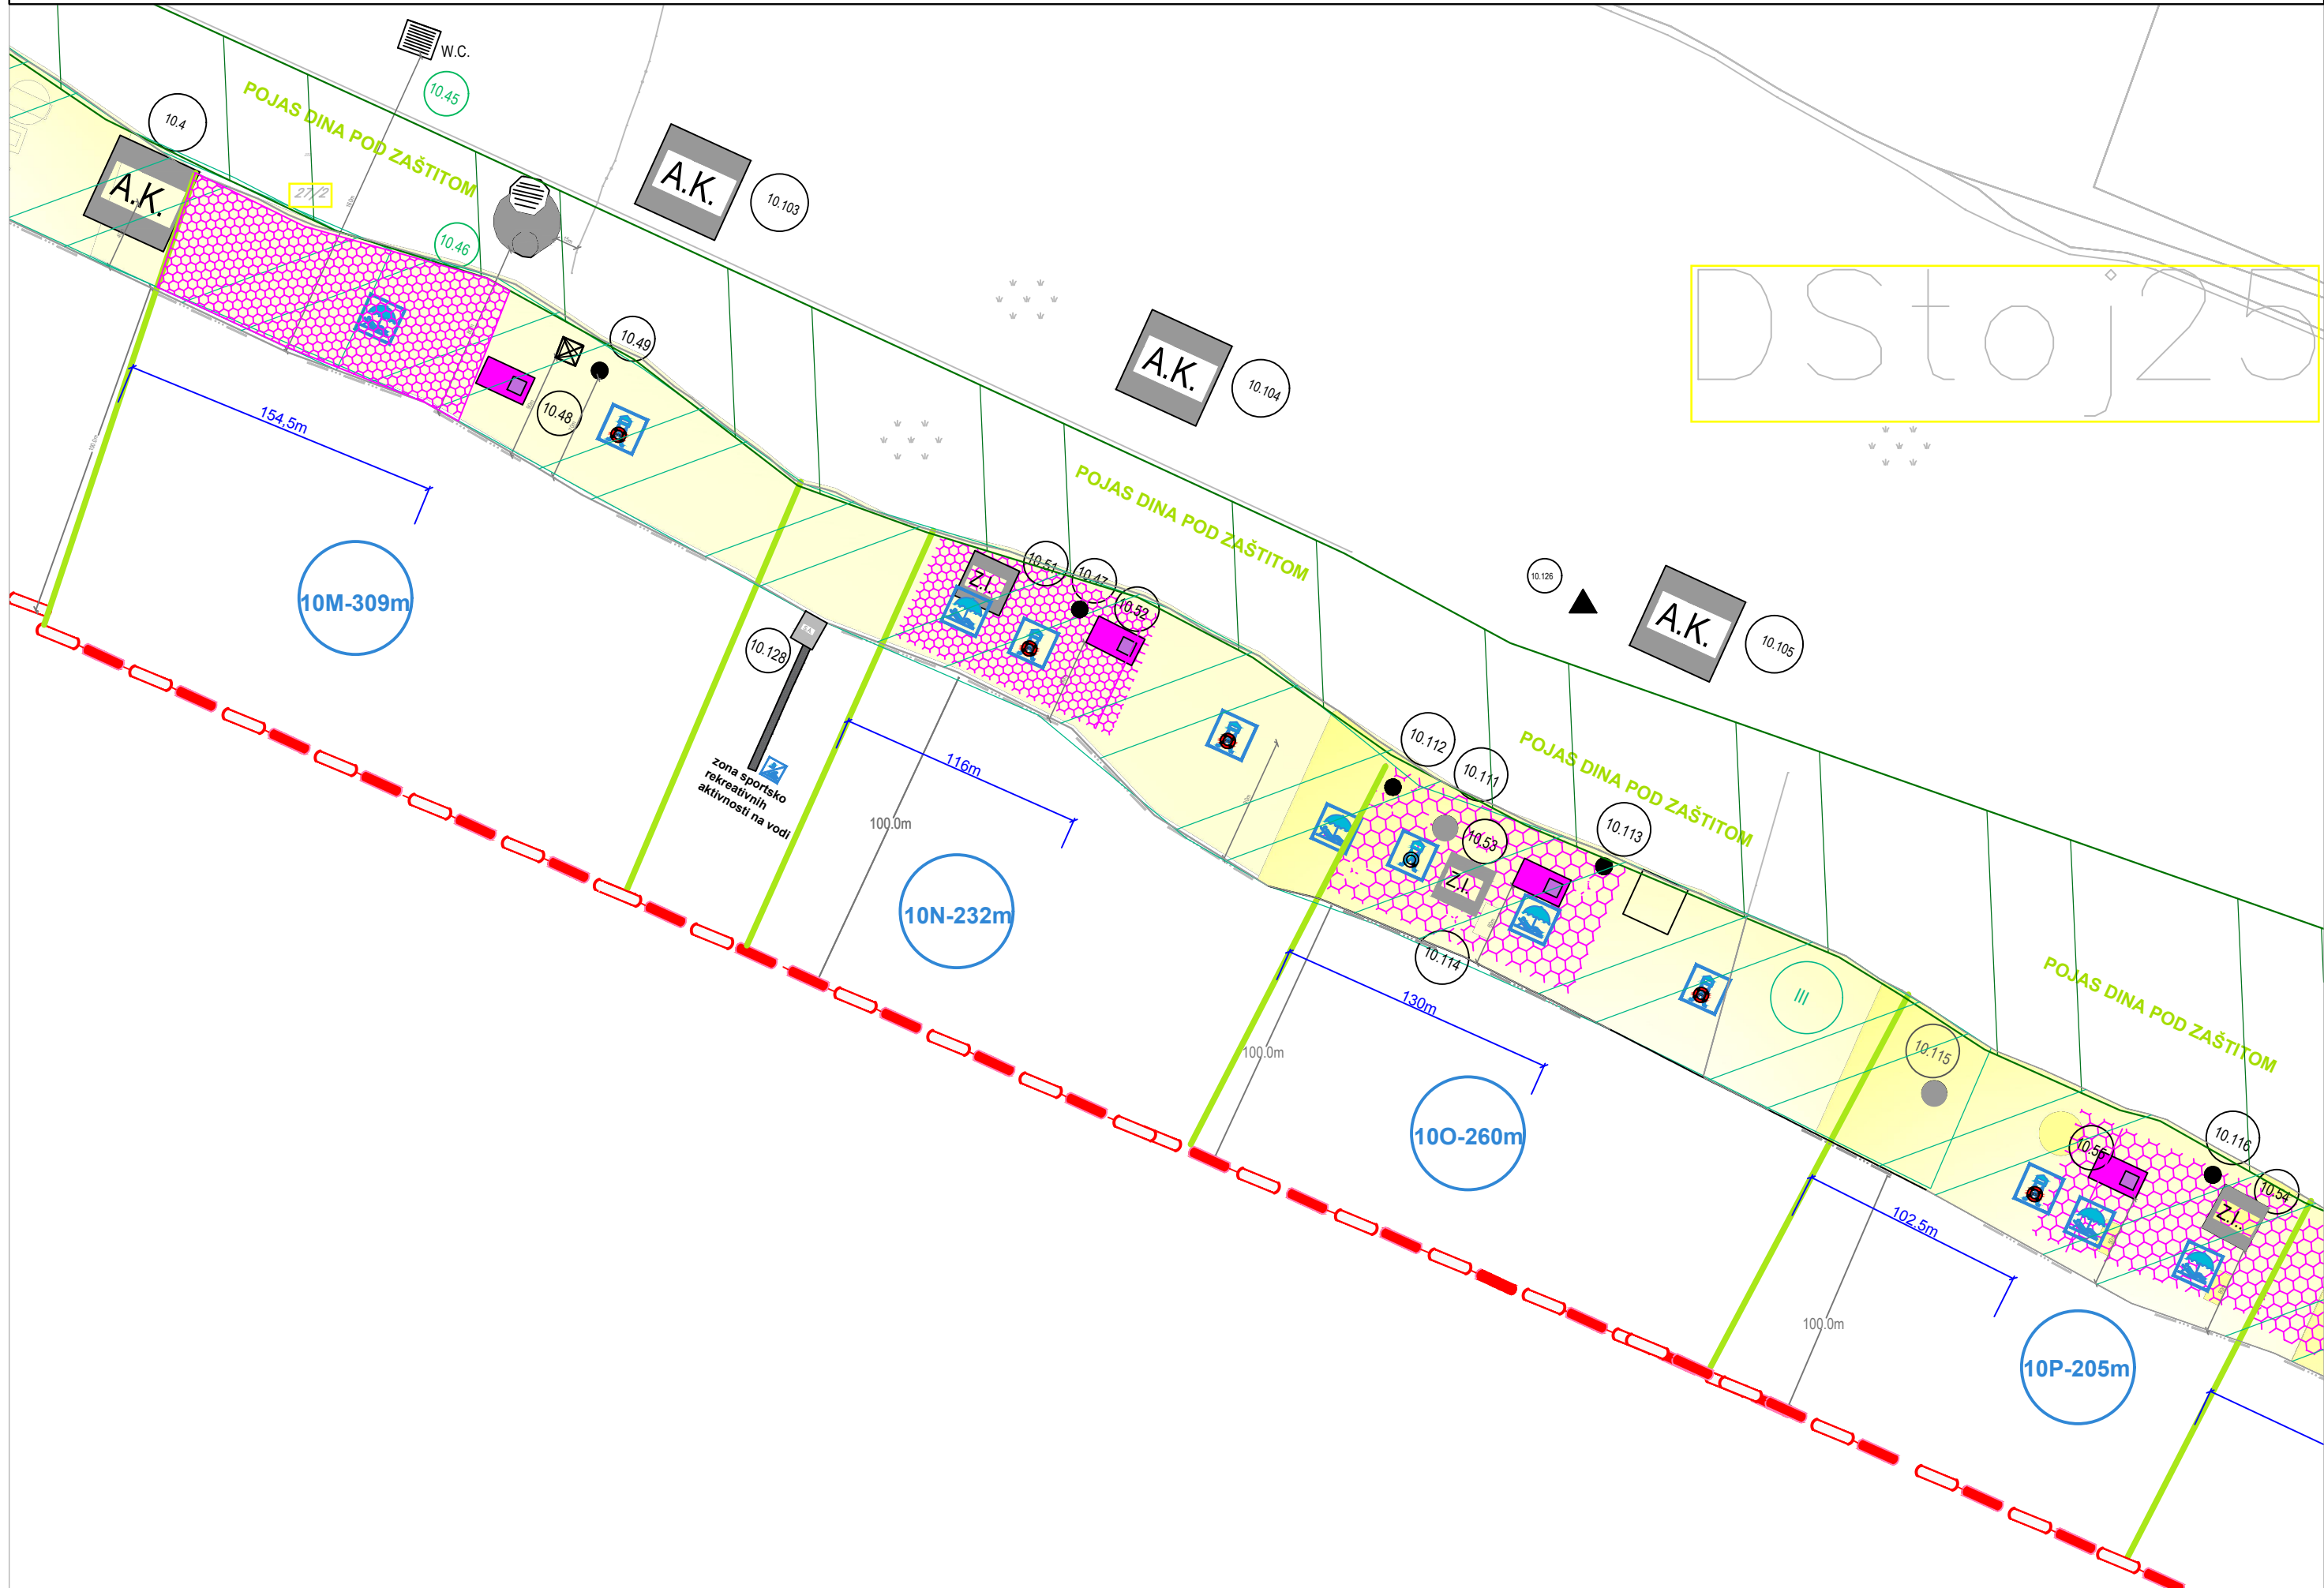 W.C.
10.45
10.4
POJAS DINA POD ZAŠTITOM
A.K.
27/2
10.46
A.K.
10.103
DStoj25
10.49
10.48
A.K.
10.104
154,5m
POJAS DINA POD ZAŠTITOM
10M-309m
Z.I.
10.51
10.47
10.52
10.126
A.K.
10.105
10.128
zona sportsko
rekreativnih
aktivnosti na vodi
116m
100.0m
10N-232m
10.112
10.111
POJAS DINA POD ZAŠTITOM
10.113
10.53
Z.I.
10.114
130m
100.0m
10O-260m
III
POJAS DINA POD ZAŠTITOM
10.115
10.116
10.54
Z.I.
102,5m
100.0m
10P-205m